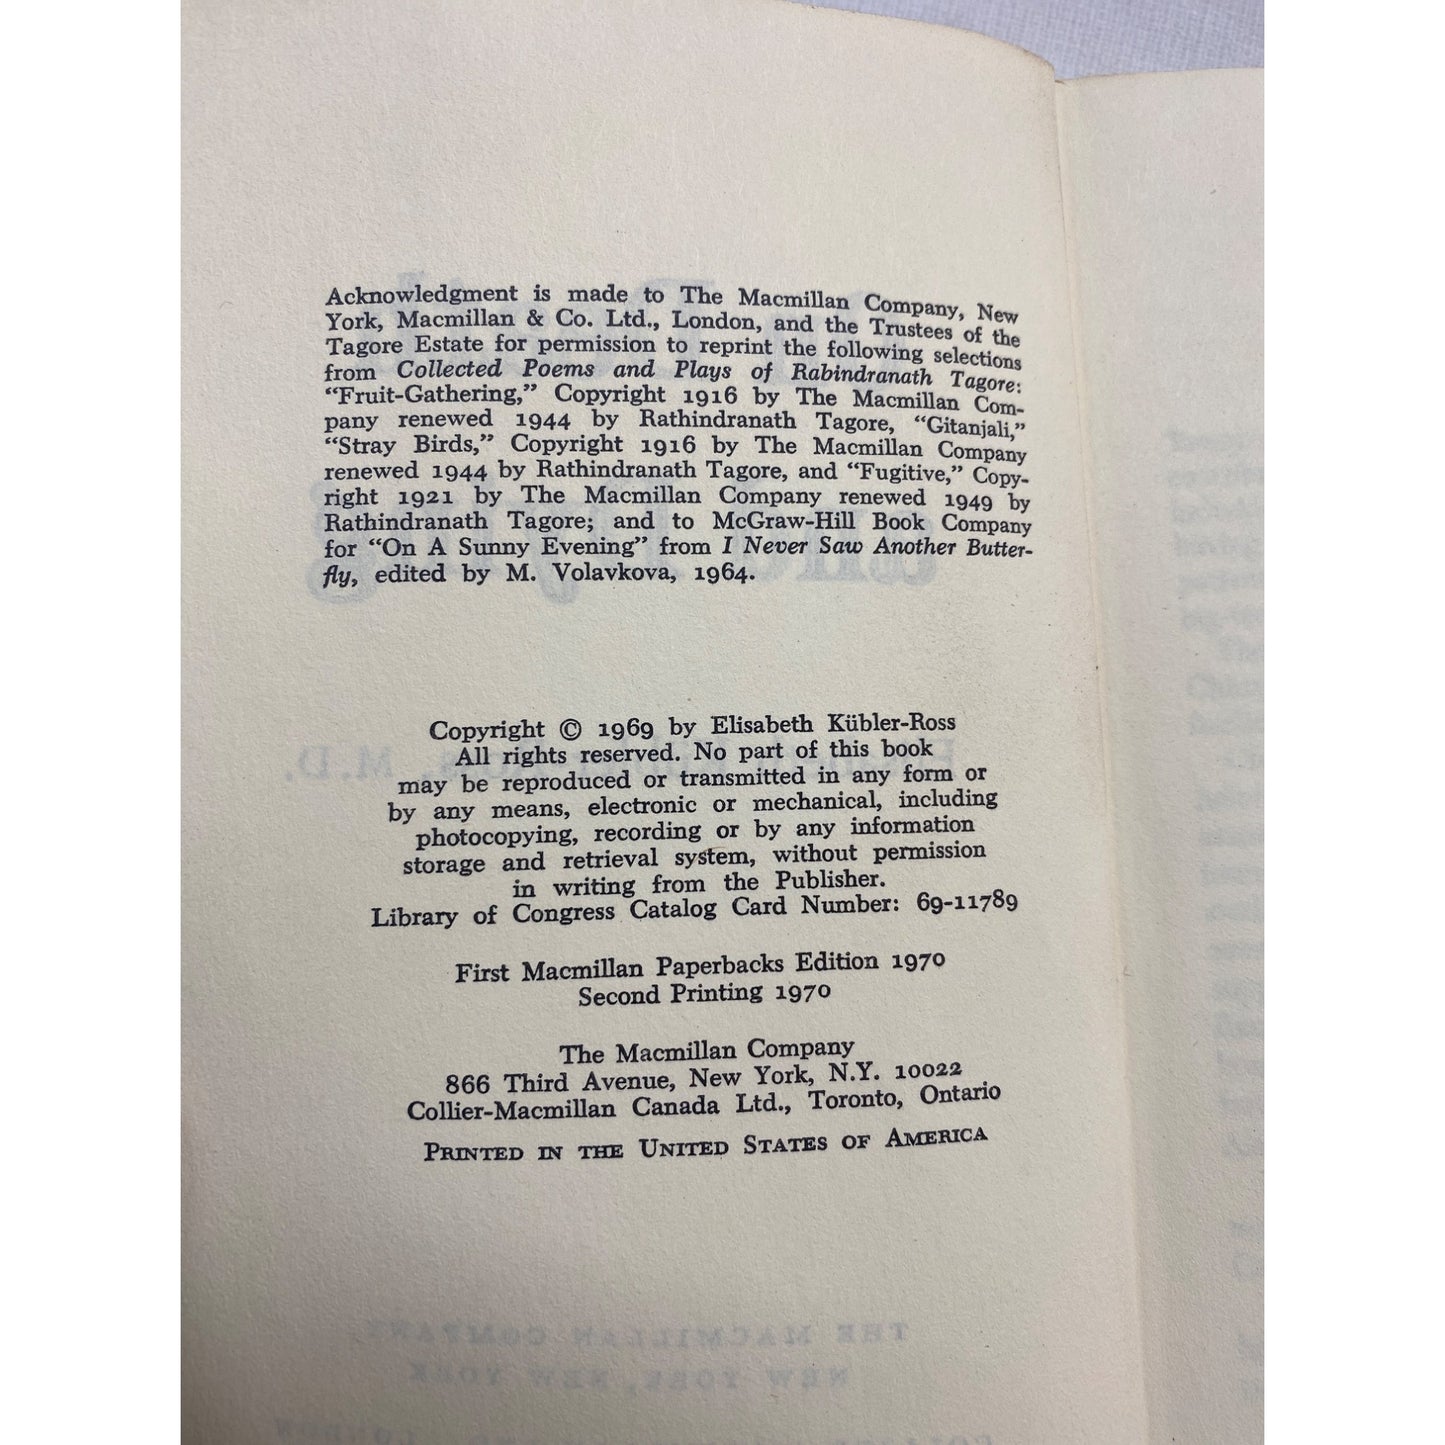 Acknowledgment is made to The Macmillan Company, New
York, Macmillan & Co. Ltd., London, and the Trustees of the
Tagore Estate for permission to reprint the following selections
from Collected Poems and Plays of Rabindranath Tagore:
“Fruit-Gathering,” Copyright 1916 by The Macmillan Com-
pany renewed 1944 by Rathindranath Tagore, “Gitanjali,”
“Stray Birds,” Copyright 1916 by The Macmillan Company
renewed 1944 by Rathindranath Tagore, and “Fugitive,” Copy-
right 1921 by The Macmillan Company renewed 1949 by
Rathindranath Tagore; and to McGraw-Hill Book Company
for “On A Sunny Evening” from I Never Saw Another Butter-
fly, edited by M. Volavkova, 1964.
Copyright © 1969 by Elisabeth Kübler-Ross
All rights reserved. No part of this book
may be reproduced or transmitted in any form or
by any means, electronic or mechanical, including
photocopying, recording or by any information
storage and retrieval system, without permission
in writing from the Publisher.
Library of Congress Catalog Card Number: 69-11789
First Macmillan Paperbacks Edition 1970
Second Printing 1970
The Macmillan Company
866 Third Avenue, New York, N.Y. 10022
Collier-Macmillan Canada Ltd., Toronto, Ontario
Printed in the United States of America